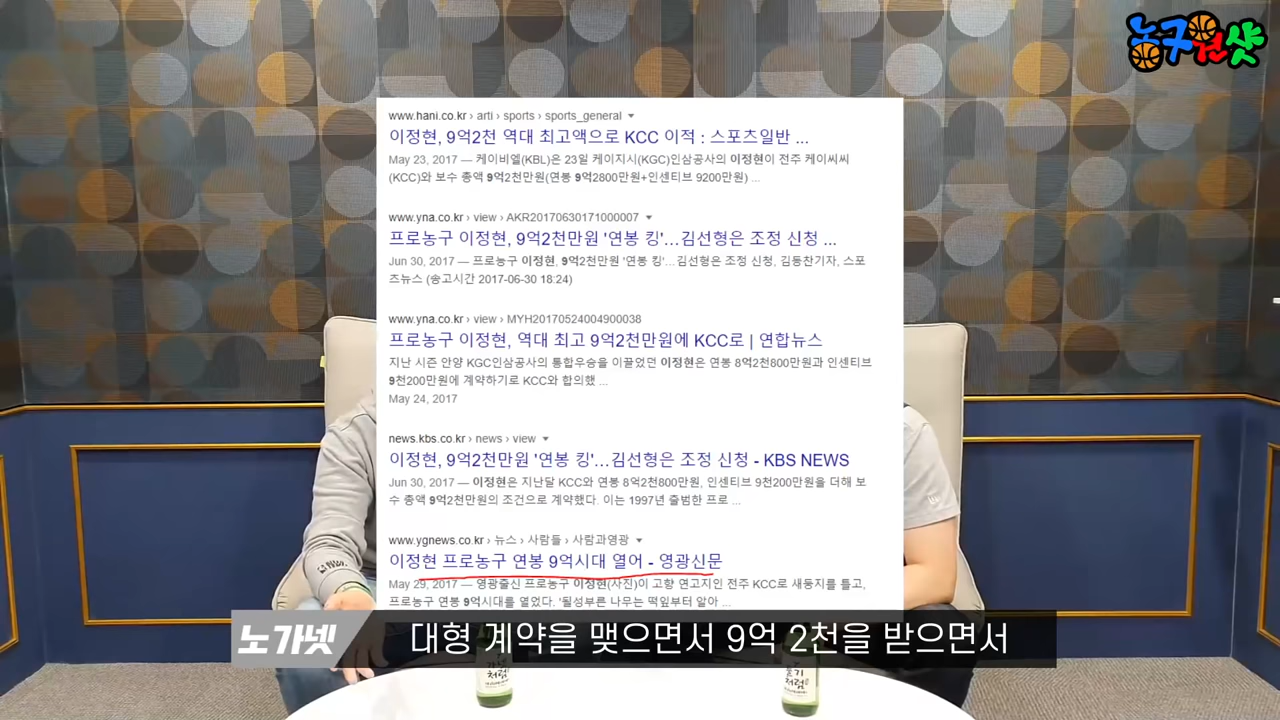 농구원샷
www.hani.co.kr › arti › sports › sports_general
이정현, 9억2천 역대 최고액으로 KCC 이적 : 스포츠일반 ...
May 23, 2017 — 케이비엘(KBL)은 23일 케이지시(KGC)인삼공사의 이정현이 전주 케이씨씨
(KCC)와 보수 총액 9억2천만원(연봉 9억2800만원+인센티브 9200만원) ...
www.yna.co.kr › view › AKR20170630171000007
프로농구 이정현, 9억2천만원 '연봉 킹'…김선형은 조정 신청 ...
Jun 30, 2017 — 프로농구 이정현, 9억2천만원 '연봉 킹'…김선형은 조정 신청, 김동찬기자, 스포
츠뉴스 (송고시간 2017-06-30 18:24)
www.yna.co.kr › view › MYH20170524004900038
프로농구 이정현, 역대 최고 9억2천만원에 KCC로 | 연합뉴스
지난 시즌 안양 KGC인삼공사의 통합우승을 이끌었던 이정현은 연봉 8억2천800만원과 인센티브
9천200만원에 계약하기로 KCC와 합의했 ...
May 24, 2017
news.kbs.co.kr › news › view
이정현, 9억2천만원 '연봉 킹'…김선형은 조정 신청 - KBS NEWS
Jun 30, 2017 — 이정현은 지난달 KCC와 연봉 8억2천800만원, 인센티브 9천200만원을 더해 보
수 총액 9억2천만원의 조건으로 계약했다. 이는 1997년 출범한 프로 ...
www.ygnews.co.kr › 뉴스 › 사람들 › 사람과영광
이정현 프로농구 연봉 9억시대 열어 - 영광신문
May 29, 2017 — 영광출신 프로농구 이정현(사진)이 고향 연고지인 전주 KCC로 새둥지를 틀고,
프로농구 연봉 9억시대를 열었다. '될성부른 나무는 떡잎부터 알아 ...
노가넷
대형 계약을 맺으면서 9억 2천을 받으면서
처럼
처럼